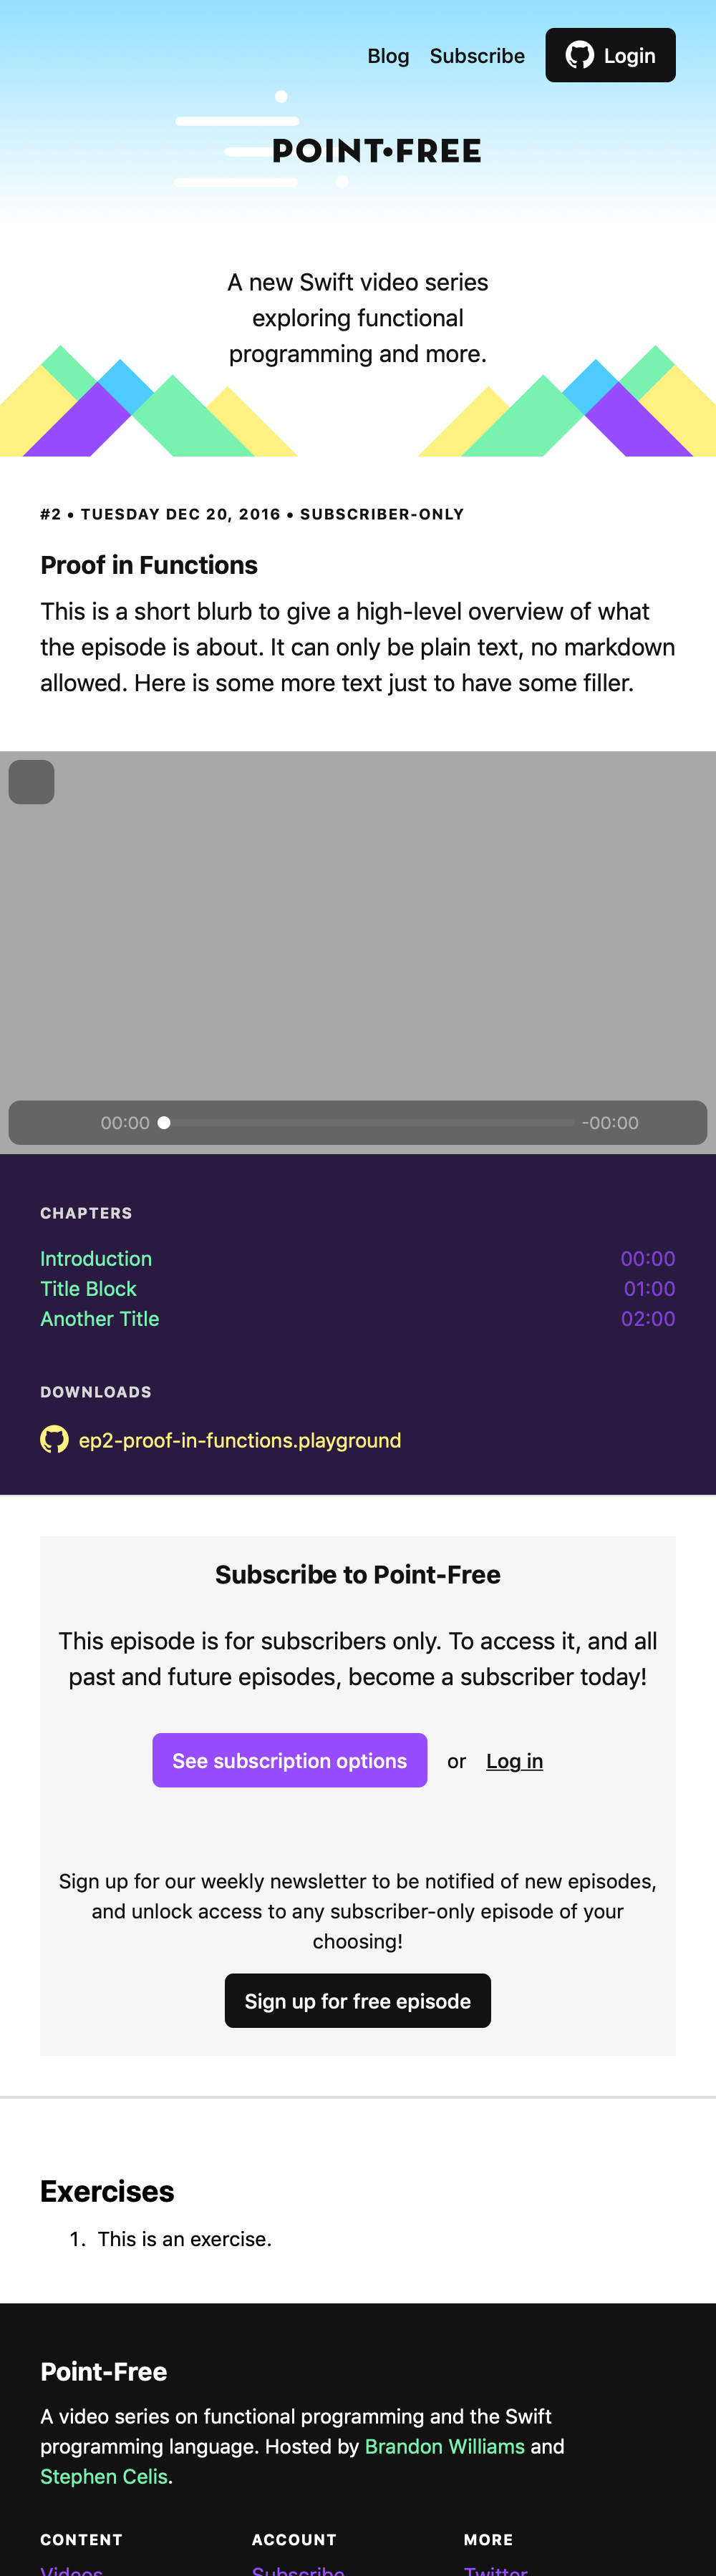 Blog Subscribe Login
POINT•FREE
A new Swift video series
exploring functional
programming and more.
#2 • TUESDAY DEC 20, 2016 • SUBSCRIBER-ONLY
Proof in Functions
This is a short blurb to give a high-level overview of what
the episode is about. It can only be plain text, no markdown
allowed. Here is some more text just to have some filler.
00:00 -00:00
CHAPTERS
Introduction 00:00
Title Block 01:00
Another Title 02:00
DOWNLOADS
ep2-proof-in-functions.playground
Subscribe to Point-Free
This episode is for subscribers only. To access it, and all
past and future episodes, become a subscriber today!
See subscription options or Log in
Sign up for our weekly newsletter to be notified of new episodes,
and unlock access to any subscriber-only episode of your
choosing!
Sign up for free episode
Exercises
1. This is an exercise.
Point-Free
A video series on functional programming and the Swift
programming language. Hosted by Brandon Williams and
Stephen Celis.
CONTENT ACCOUNT MORE
Videos Subscribe Twitter